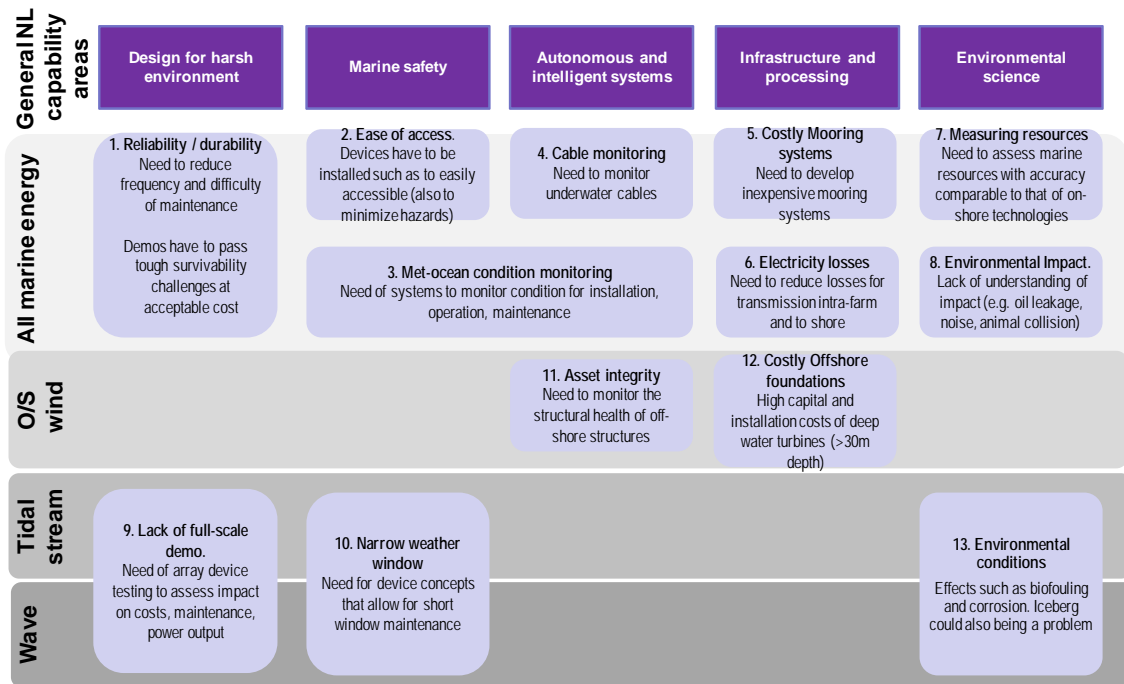 General NL
capability
areas
Design for harsh
environment
Marine safety
Autonomous and
intelligent systems
Infrastructure and
processing
Environmental
science
All marine energy
1. Reliability / durability
Need to reduce
frequency and difficulty
of maintenance
Demos have to pass
tough survivability
challenges at
acceptable cost
2. Ease of access.
Devices have to be
installed such as to easily
accessible (also to
minimize hazards)
4. Cable monitoring
Need to monitor
underwater cables
5. Costly Mooring
systems
Need to develop
inexpensive mooring
systems
7. Measuring resources
Need to assess marine
resources with accuracy
comparable to that of on-
shore technologies
3. Met-ocean condition monitoring
Need of systems to monitor condition for installation,
operation, maintenance
6. Electricity losses
Need to reduce losses for
transmission intra-farm
and to shore
8. Environmental Impact.
Lack of understanding of
impact (e.g. oil leakage,
noise, animal collision)
O/S
wind
11. Asset integrity
Need to monitor the
structural health of off-
shore structures
12. Costly Offshore
foundations
High capital and
installation costs of deep
water turbines (>30m
depth)
Tidal
stream
Wave
9. Lack of full-scale
demo.
Need of array device
testing to assess impact
on costs, maintenance,
power output
10. Narrow weather
window
Need for device concepts
that allow for short
window maintenance
13. Environmental
conditions
Effects such as biofouling
and corrosion. Iceberg
could also being a problem